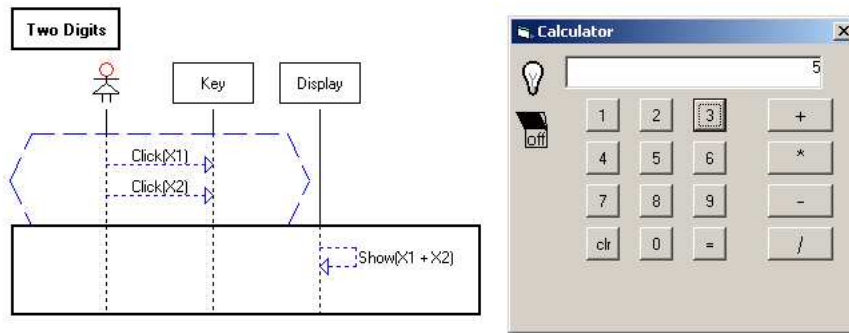 Two Digits
Key
Display
Click(X1)
Click(X2)
Show(X1 + X2)
Calculator
5
off
1 2 3 +
4 5 6 *
7 8 9 -
clr 0 = /